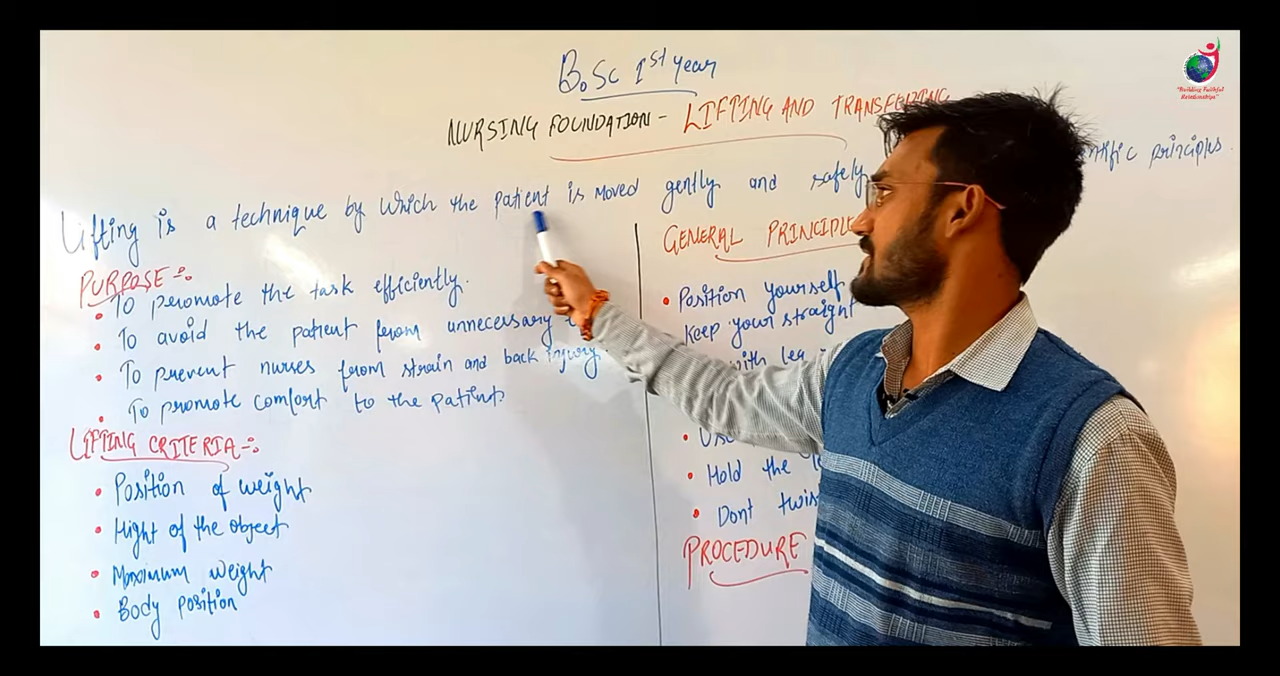 B.Sc 1st year
NURSING FOUNDATION - LIFTING AND TRANSFERING
Lifting is a technique by which the patient is moved gently and safely principles.
PURPOSE -:
• To promote the task efficiently.
• To avoid the patient from unnecessary
• To prevent nurses from strain and back injury.
• To promote comfort to the patient
LIFTING CRITERIA -:
• Position of weight
• Hight of the object
• Maximum weight
• Body position
GENERAL PRINCIPLE
• Position yourself
Keep your straight
with leg
• Use
• Hold the
• Dont twis
PROCEDURE
"Building Faithful
Relationships"